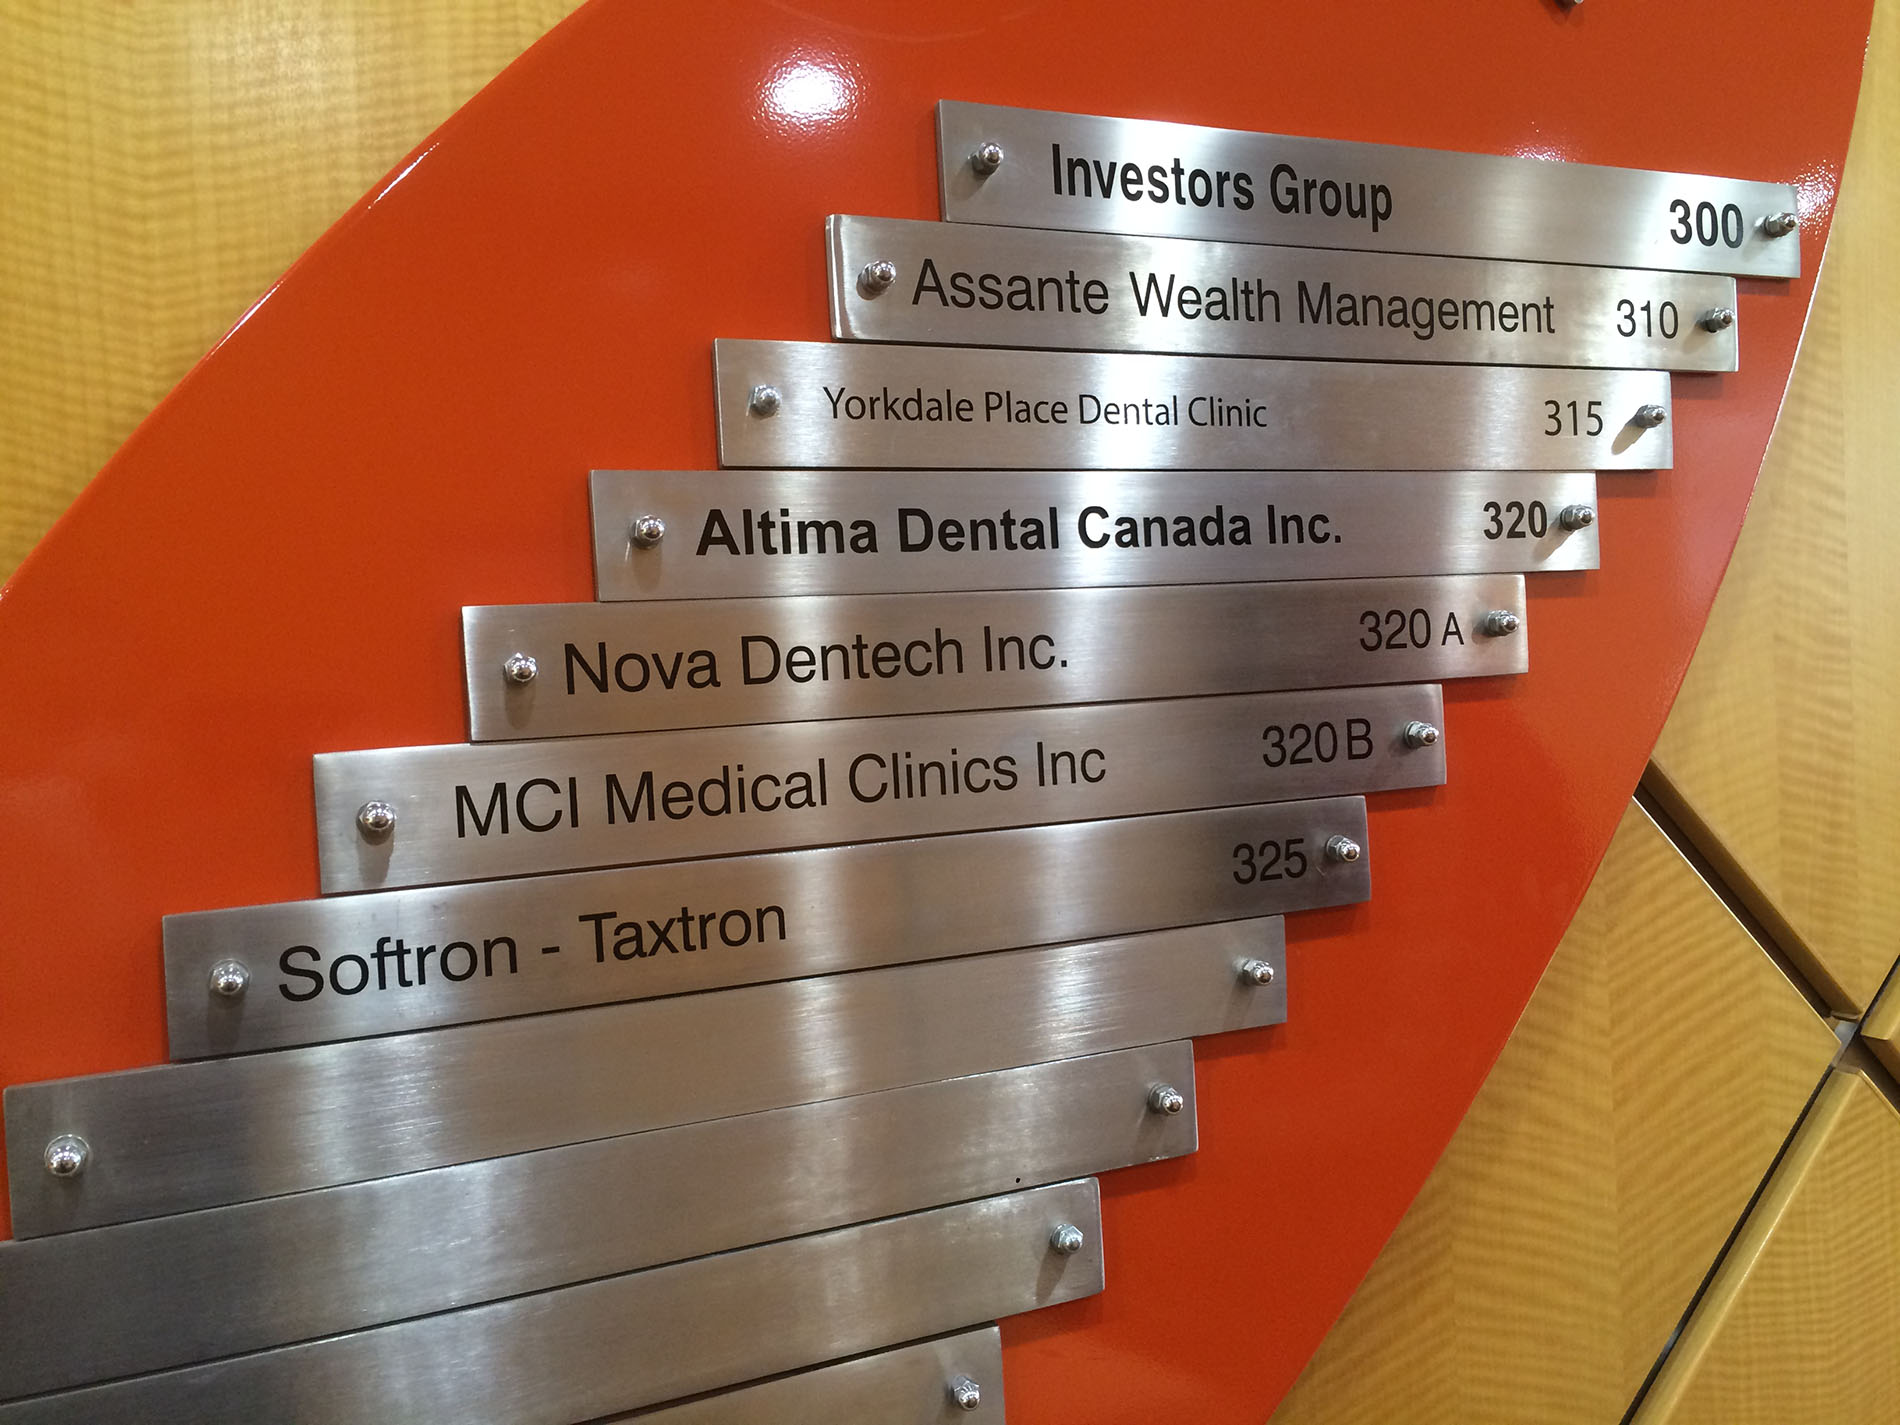 Investors Group 300
Assante Wealth Management 310
Yorkdale Place Dental Clinic 315
Altima Dental Canada Inc. 320
Nova Dentech Inc. 320 A
MCI Medical Clinics Inc 320 B
Softron - Taxtron 325